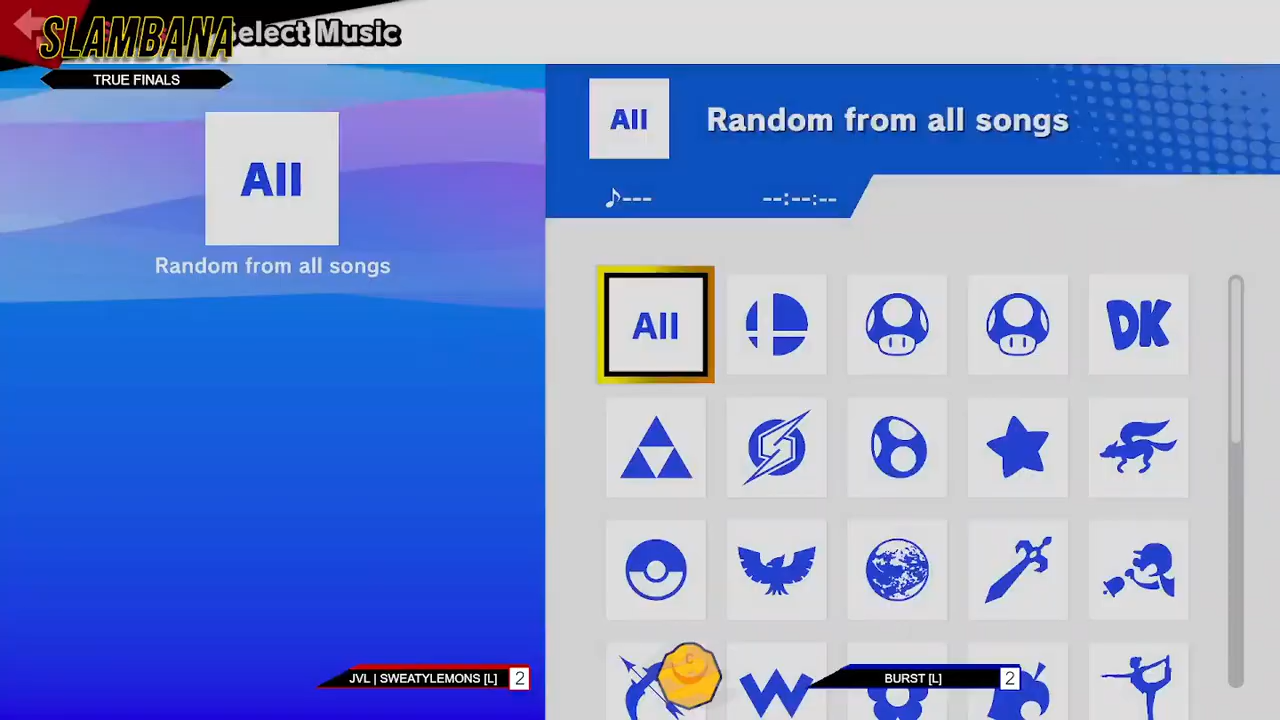 SLAMBANA
Select Music
TRUE FINALS
All
Random from all songs
All
Random from all songs
♪---
--:--:--
All
DK
JVL | SWEATYLEMONS [L] 2
BURST [L] 2